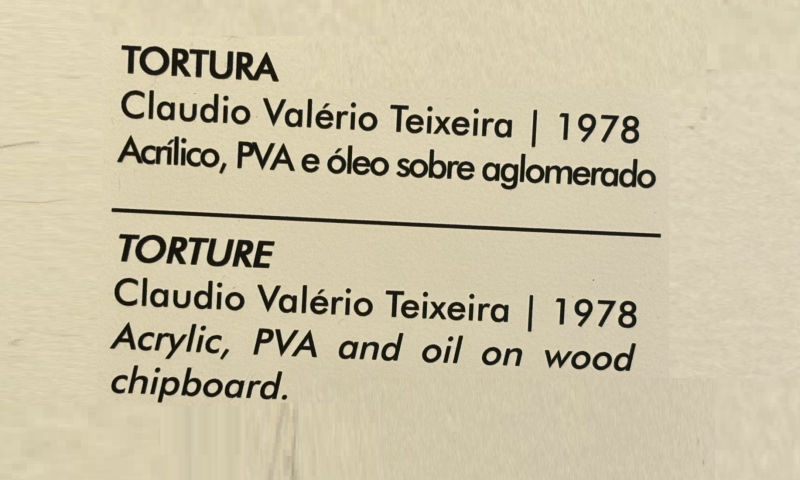 TORTURA
Claudio Valério Teixeira | 1978
Acrílico, PVA e óleo sobre aglomerado
TORTURE
Claudio Valério Teixeira | 1978
Acrylic, PVA and oil on wood
chipboard.